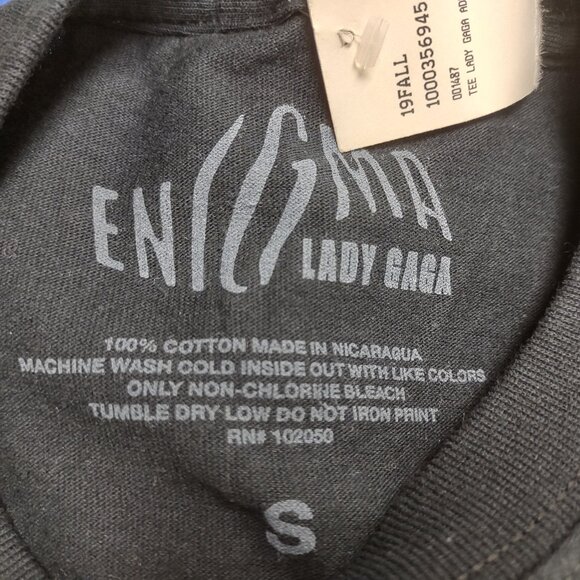 19FALL
1000356945
001487
TEE LADY GAGA AD
ENIGMA
LADY GAGA
100% COTTON MADE IN NICARAGUA
MACHINE WASH COLD INSIDE OUT WITH LIKE COLORS
ONLY NON-CHLORINE BLEACH
TUMBLE DRY LOW DO NOT IRON PRINT
RN# 102050
S